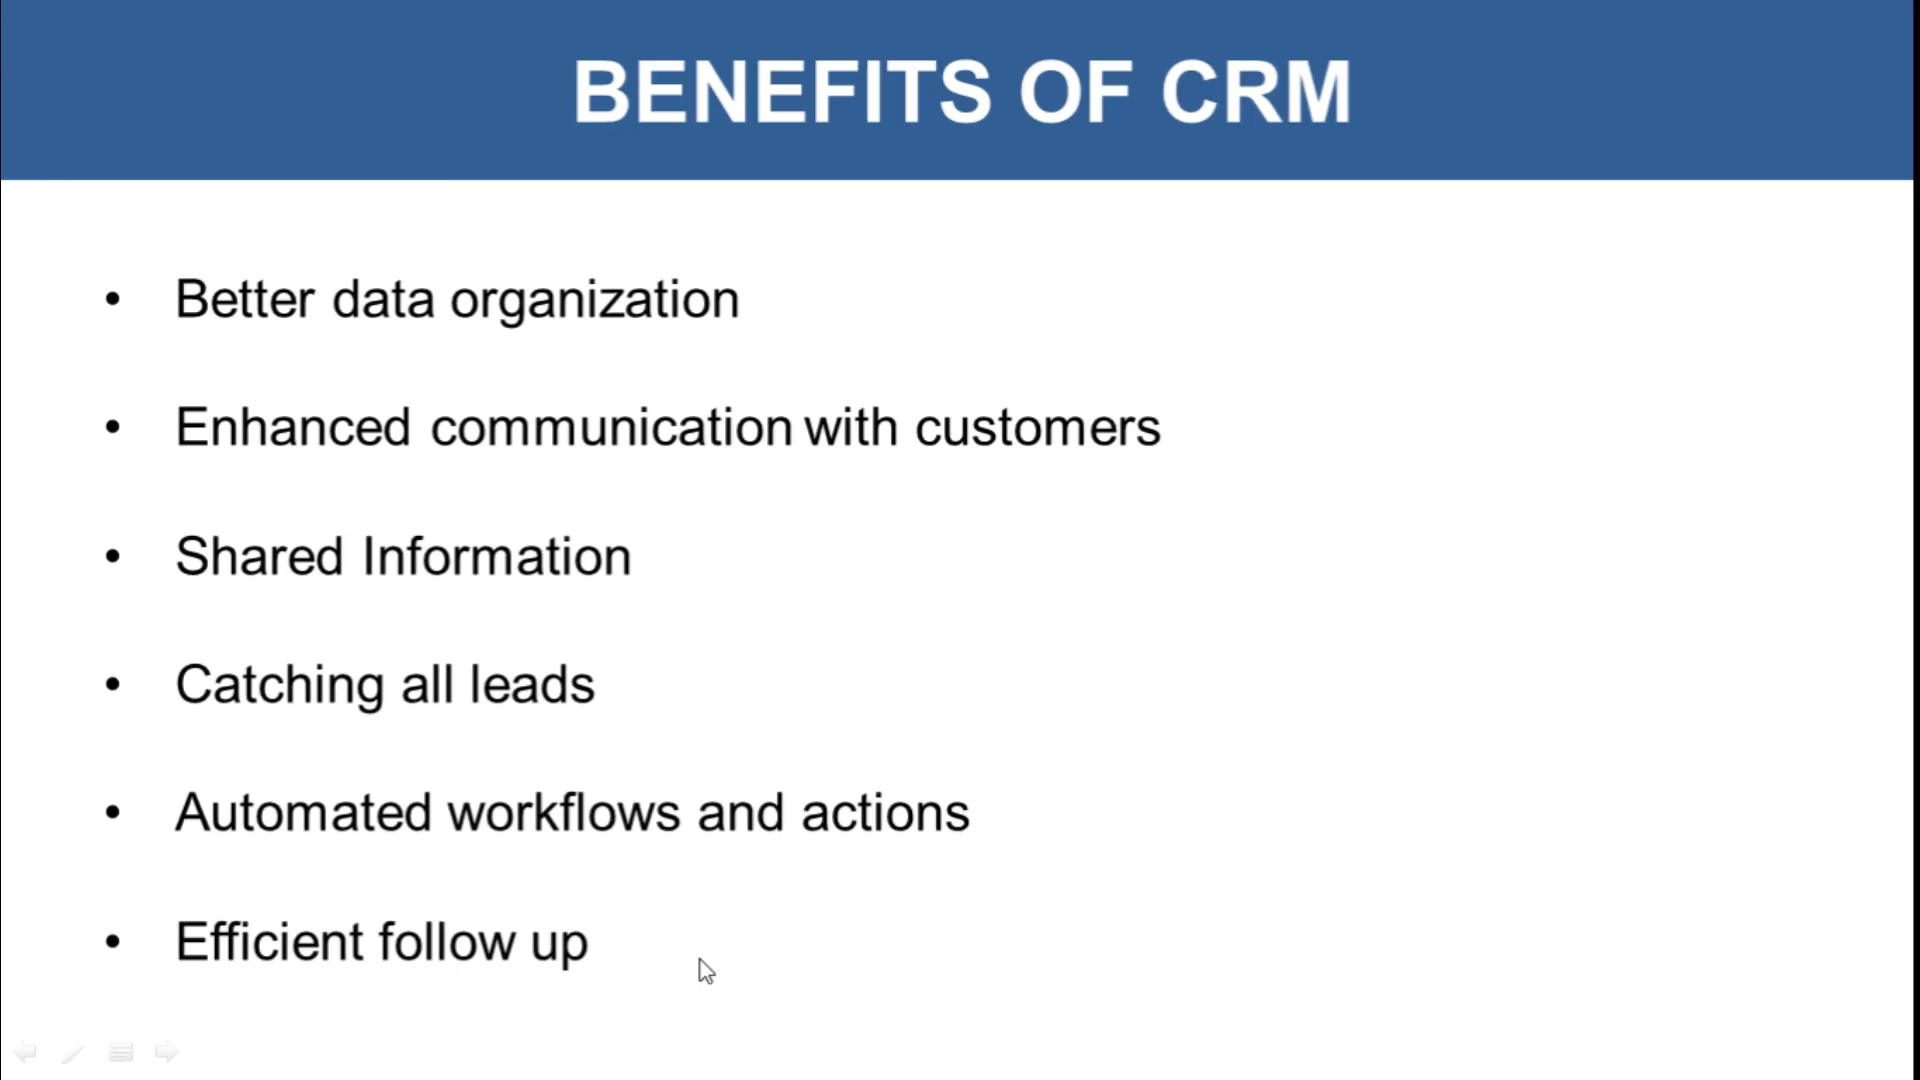 BENEFITS OF CRM
• Better data organization
• Enhanced communication with customers
• Shared Information
• Catching all leads
• Automated workflows and actions
• Efficient follow up